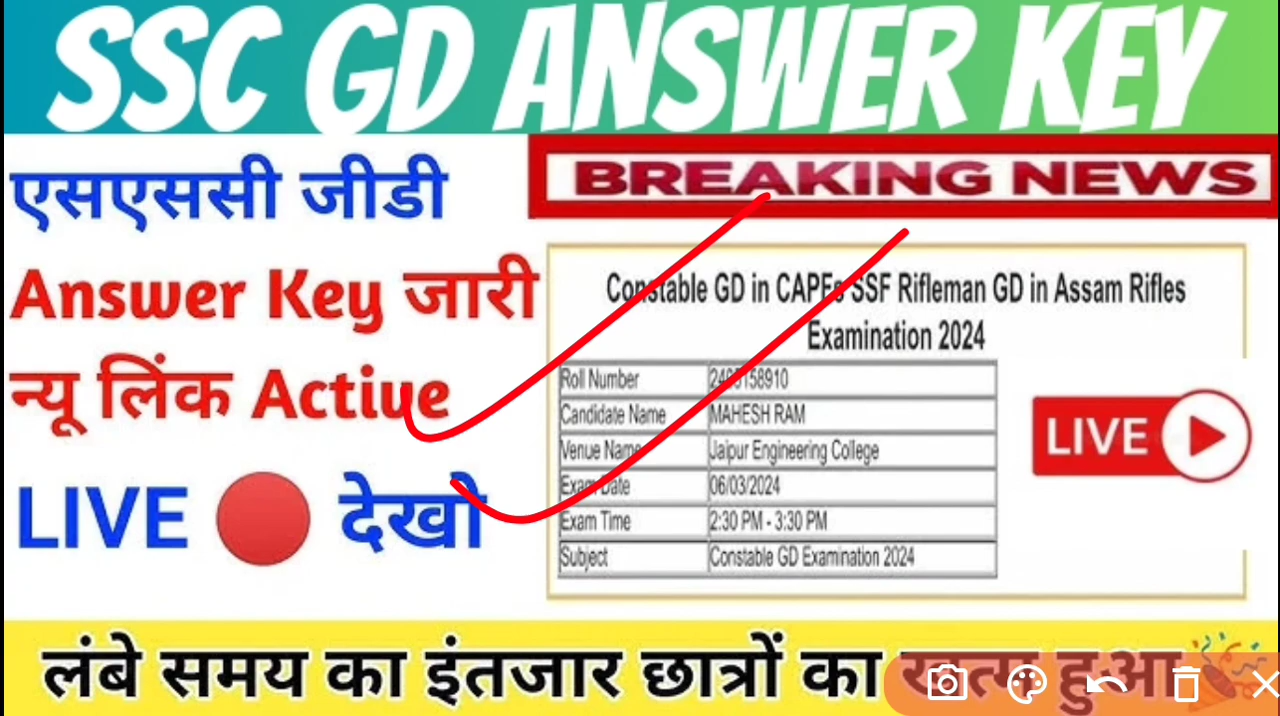 SSC GD ANSWER KEY
BREAKING NEWS
एसएससी जीडी
Answer Key जारी
न्यू लिंक Active
LIVE देखो
Constable GD in CAPFs SSF Rifleman GD in Assam Rifles
Examination 2024
Roll Number
Candidate Name MAHESH RAM
Venue Name Jaipur Engineering College
Exam Date 06/03/2024
Exam Time 2:30 PM - 3:30 PM
Subject Constable GD Examination 2024
LIVE
लंबे समय का इंतजार छात्रों का खत्म हुआ